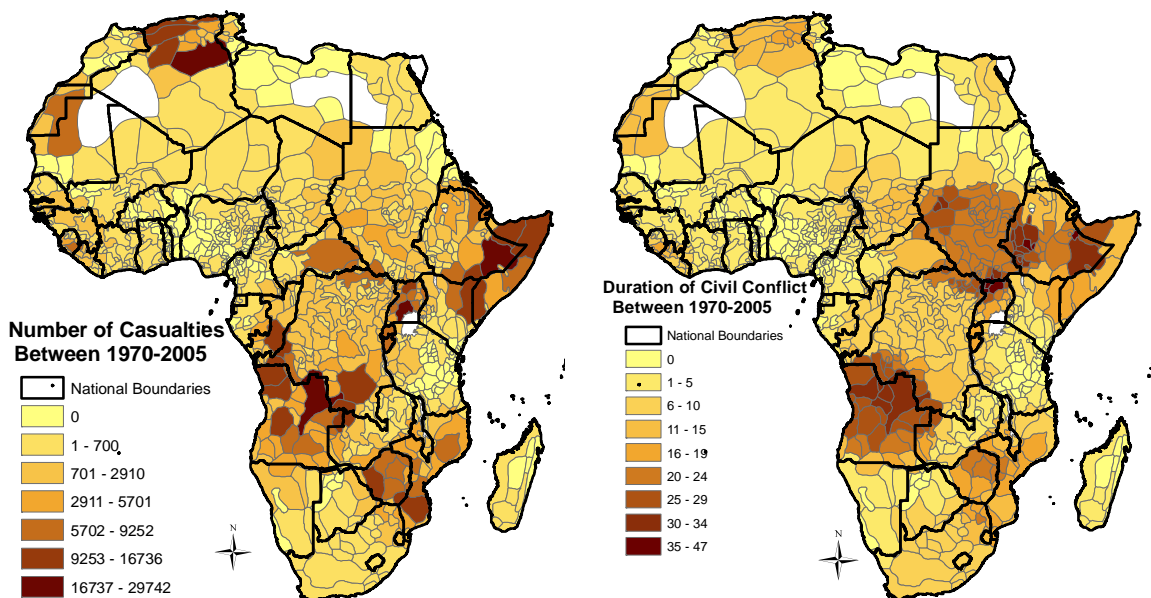 Number of Casualties
Between 1970-2005
National Boundaries
0
1 - 700
701 - 2910
2911 - 5701
5702 - 9252
9253 - 16736
16737 - 29742
N
Duration of Civil Conflict
Between 1970-2005
National Boundaries
0
1 - 5
6 - 10
11 - 15
16 - 19
20 - 24
25 - 29
30 - 34
35 - 47
N